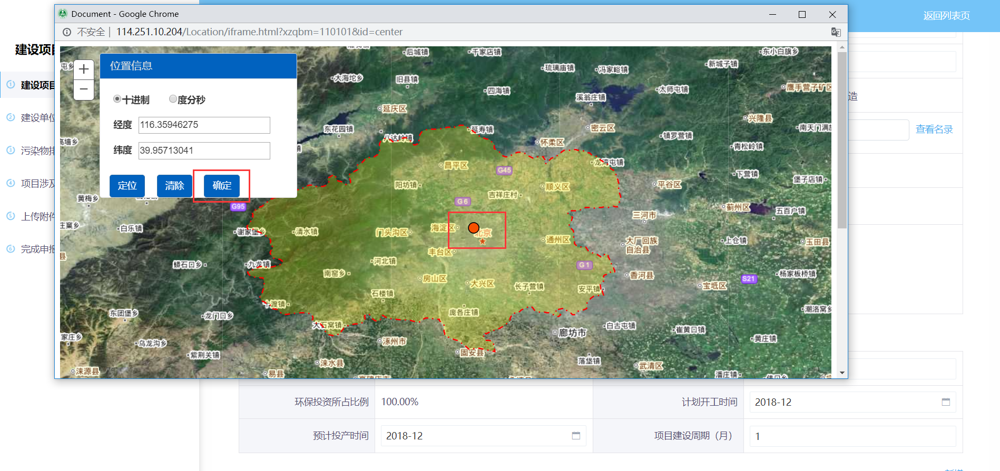 返回列表页
Document - Google Chrome
不安全 | 114.251.10.204/Location/iframe.html?xzqbm=110101&id=center
建设项目
1 建设项目
2 建设单位
3 污染物排
4 项目涉及
5 上传附件
6 完成申报
位置信息
十进制 度分秒
经度 116.35946275
纬度 39.95713041
定位 清除 确定
后城镇
千家店镇
东小白旗乡
琉璃庙镇
冯家峪镇
新城子镇
大海坨乡
旧县镇
四海镇
溪翁庄镇
太师屯镇
鹰手营子矿区
延庆区
兴隆县
东花园镇
延寿镇
密云区
南天门满
八达岭镇
怀柔区
镇罗营镇
青松岭镇
高墙乡
昌平区
G45
龙湾屯镇
下营镇
堡子店镇
阳坊镇
顺义区
平谷区
黄梅乡
G95
G6
吉祥庄村
蓟州区
五百户镇
庄窠乡
白乐镇
谢家堡乡
清水镇
门头沟区
海淀区
北京
三河市
通州区
大厂回族
自治县
上仓镇
玉田县
丰台区
蟒石口乡
九龙镇
河北镇
G1
南窑乡
房山区
大兴区
长子营镇
安平镇
香河县
宝坻区
S21
杨家板桥镇
石楼镇
十渡镇
庞各庄镇
潮洛窝乡
东团堡乡
龙门口乡
大石窝镇
廊坊市
白古屯镇
崔黄口镇
黄庄镇
家庄乡
乌龙沟乡
紫荆关镇
涿州市
固安县
落垡镇
武清区
涞源县
易县
涞水县
潘庄镇
造
查看名录
环保投资所占比例 100.00% 计划开工时间 2018-12
预计投产时间 2018-12 项目建设周期（月） 1